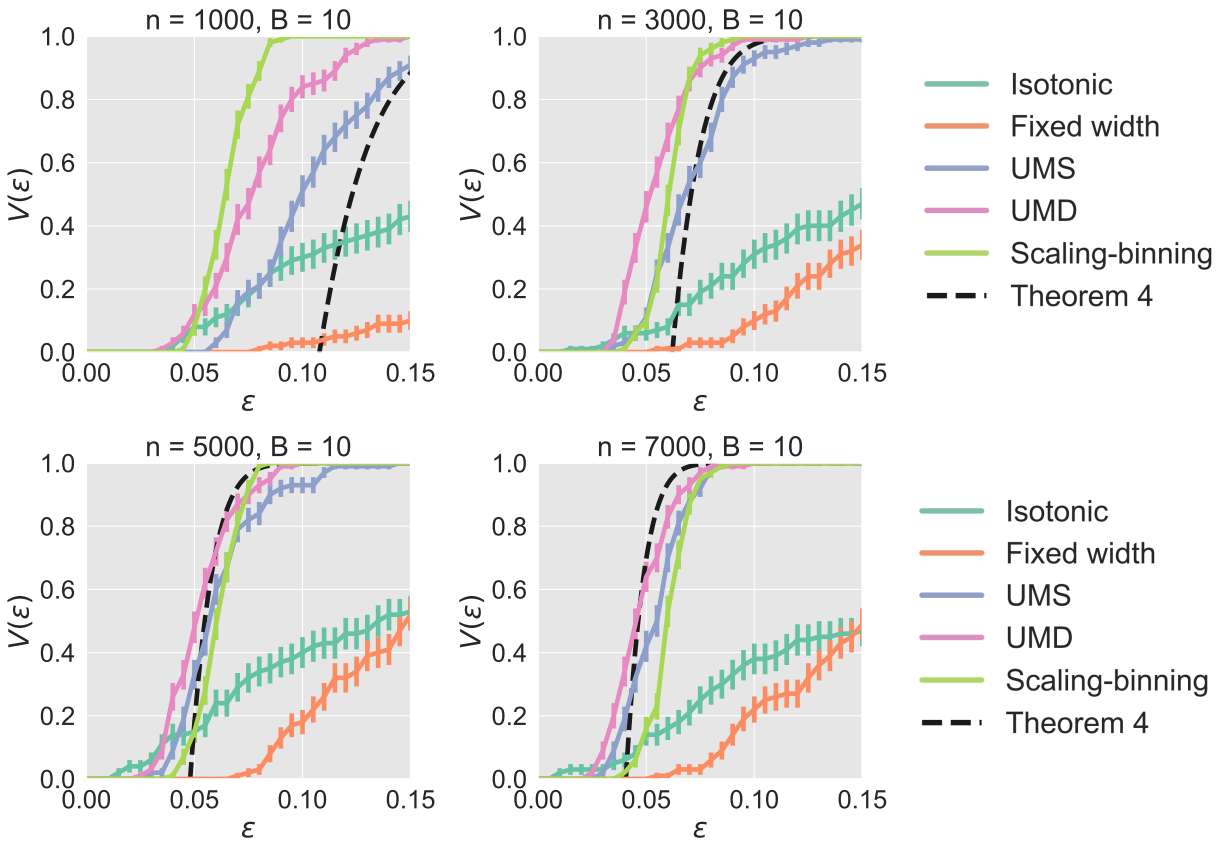 n = 1000, B = 10
1.0
0.8
0.6
0.4
0.2
0.0
V(ε)
0.00 0.05 0.10 0.15
ε
n = 3000, B = 10
1.0
0.8
0.6
0.4
0.2
0.0
V(ε)
0.00 0.05 0.10 0.15
ε
Isotonic
Fixed width
UMS
UMD
Scaling-binning
Theorem 4
n = 5000, B = 10
1.0
0.8
0.6
0.4
0.2
0.0
V(ε)
0.00 0.05 0.10 0.15
ε
n = 7000, B = 10
1.0
0.8
0.6
0.4
0.2
0.0
V(ε)
0.00 0.05 0.10 0.15
ε
Isotonic
Fixed width
UMS
UMD
Scaling-binning
Theorem 4